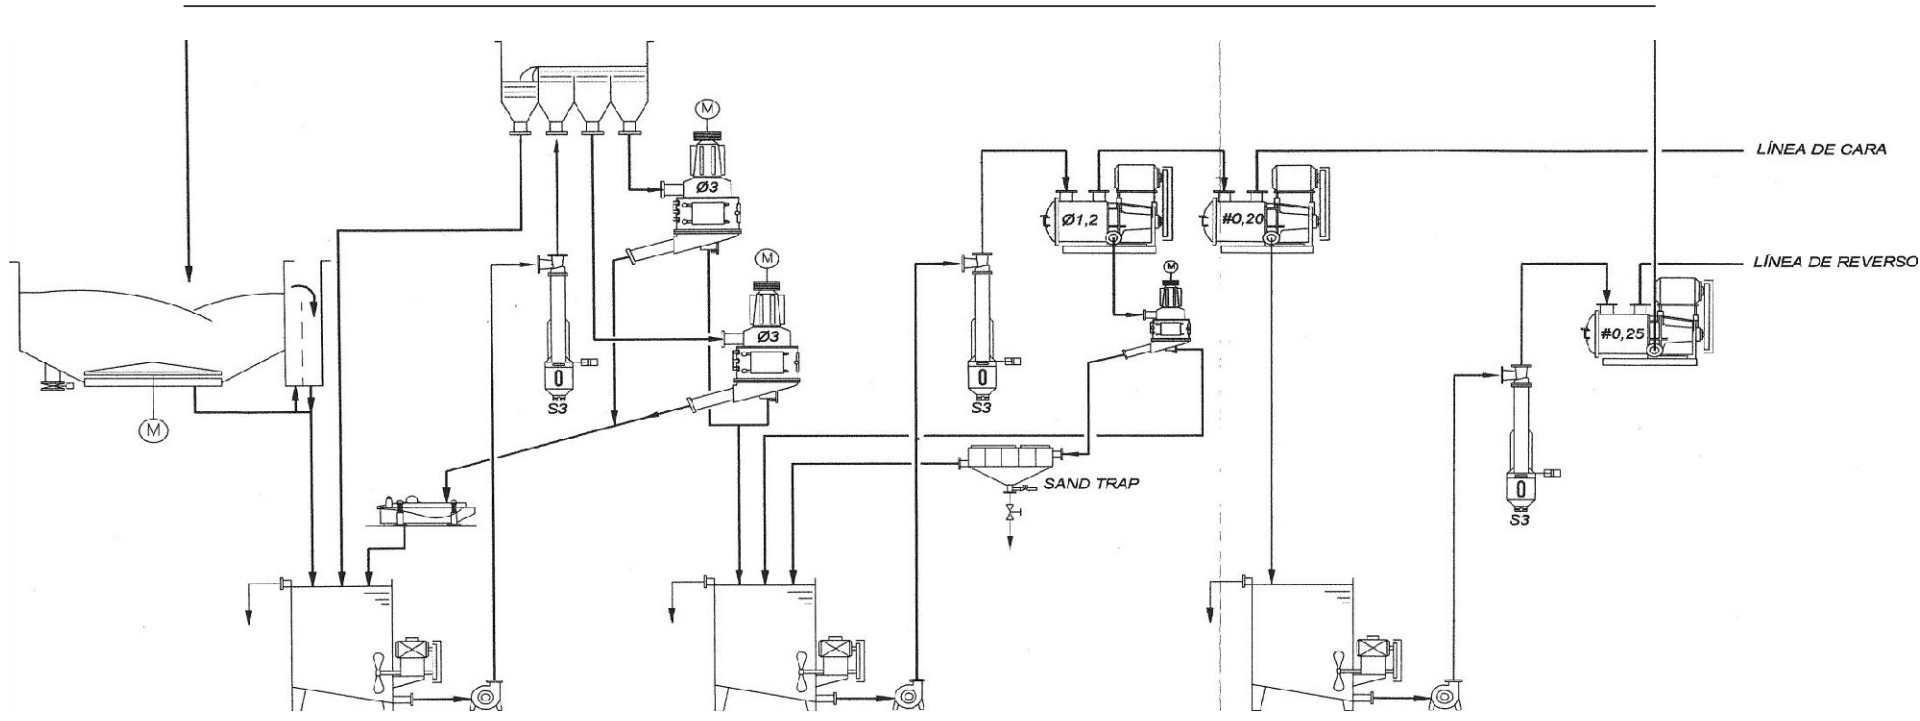 M
Ø3
LÍNEA DE CARA
Ø1,2
#0,20
M
LÍNEA DE REVERSO
M
Ø3
#0,25
S3
S3
M
SAND TRAP
S3